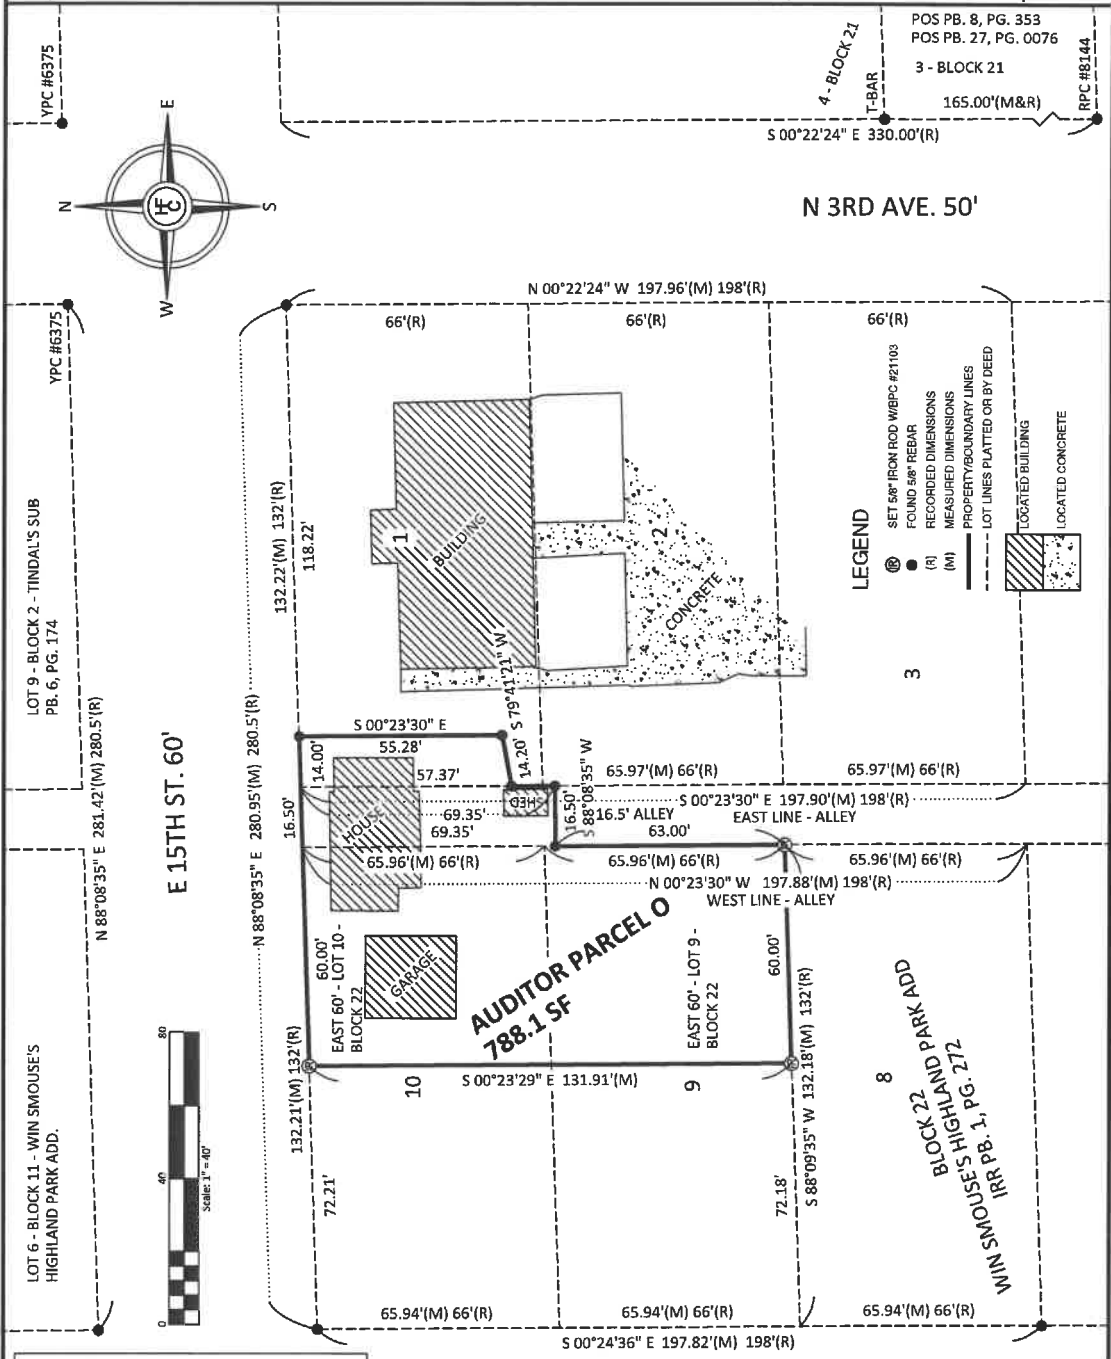 POS PB. 8, PG. 353
POS PB. 27, PG. 0076
3 - BLOCK 21
4 - BLOCK 21
T-BAR
RPC #8144
165.00'(M&R)
S 00°22'24" E 330.00'(R)
YPC #6375
N
E
S
W
HFC
N 3RD AVE. 50'
YPC #6375
N 00°22'24" W 197.96'(M) 198'(R)
66'(R)
66'(R)
66'(R)
LOT 9 - BLOCK 2 - TINDAL'S SUB
PB. 6, PG. 174
N 88°08'35" E 281.42'(M) 280.5'(R)
E 15TH ST. 60'
N 88°08'35" E 280.95'(M) 280.5'(R)
132.22'(M) 132'(R)
118.22'
1
BUILDING
2
CONCRETE
3
LEGEND
SET 5/8" IRON ROD W/BPC #21103
FOUND 5/8" REBAR
(R) RECORDED DIMENSIONS
(M) MEASURED DIMENSIONS
PROPERTY/BOUNDARY LINES
LOT LINES PLATTED OR BY DEED
LOCATED BUILDING
LOCATED CONCRETE
S 79°41'21" W
14.20'
S 00°23'30" E
55.28'
14.00'
57.37'
16.50'
HOUSE
SHED
69.35'
69.35'
16.50'
S 88°08'35" W
16.5' ALLEY
65.97'(M) 66'(R)
65.97'(M) 66'(R)
S 00°23'30" E 197.90'(M) 198'(R)
EAST LINE - ALLEY
63.00'
65.96'(M) 66'(R)
65.96'(M) 66'(R)
65.96'(M) 66'(R)
N 00°23'30" W 197.88'(M) 198'(R)
WEST LINE - ALLEY
60.00'
EAST 60' - LOT 10 -
BLOCK 22
GARAGE
AUDITOR PARCEL O
788.1 SF
EAST 60' - LOT 9 -
BLOCK 22
60.00'
132.21'(M) 132'(R)
10
S 00°23'29" E 131.91'(M)
9
S 88°09'35" W 132.18'(M) 132'(R)
8
BLOCK 22
WIN SMOUSE'S HIGHLAND PARK ADD
IRR PB. 1, PG. 272
72.21'
72.18'
LOT 6 - BLOCK 11 - WIN SMOUSE'S
HIGHLAND PARK ADD.
0
40
80
Scale: 1" = 40'
65.94'(M) 66'(R)
65.94'(M) 66'(R)
65.94'(M) 66'(R)
S 00°24'36" E 197.82'(M) 198'(R)